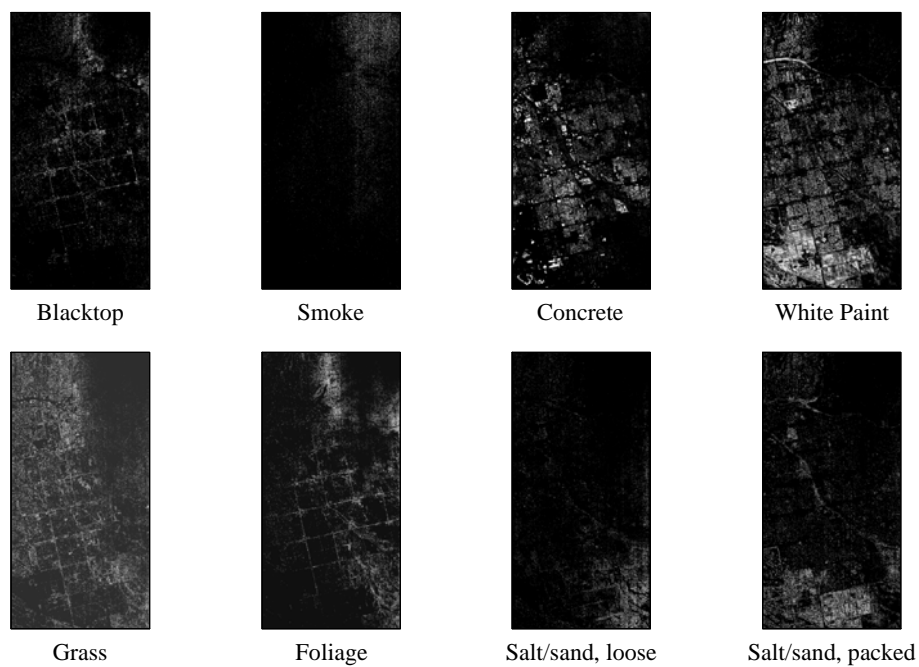 Blacktop
Smoke
Concrete
White Paint
Grass
Foliage
Salt/sand, loose
Salt/sand, packed